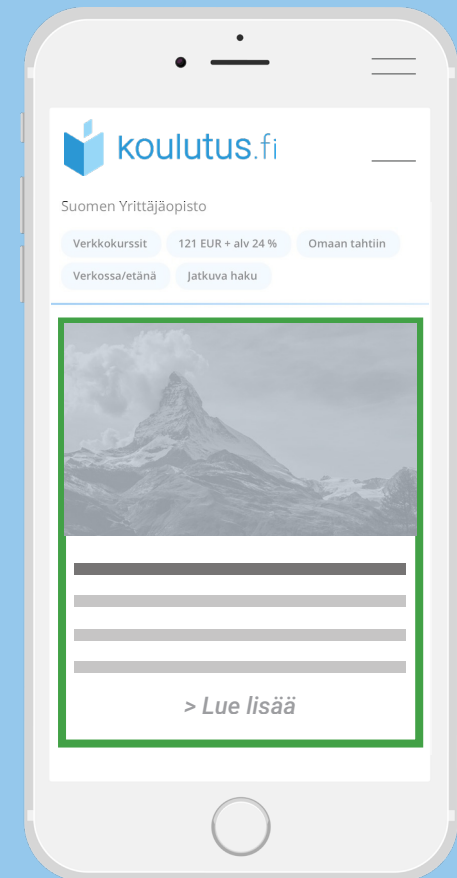 koulutus.fi
Suomen Yrittäjäopisto
Verkkokurssit 121 EUR + alv 24 % Omaan tahtiin
Verkossa/etänä Jatkuva haku
> Lue lisää